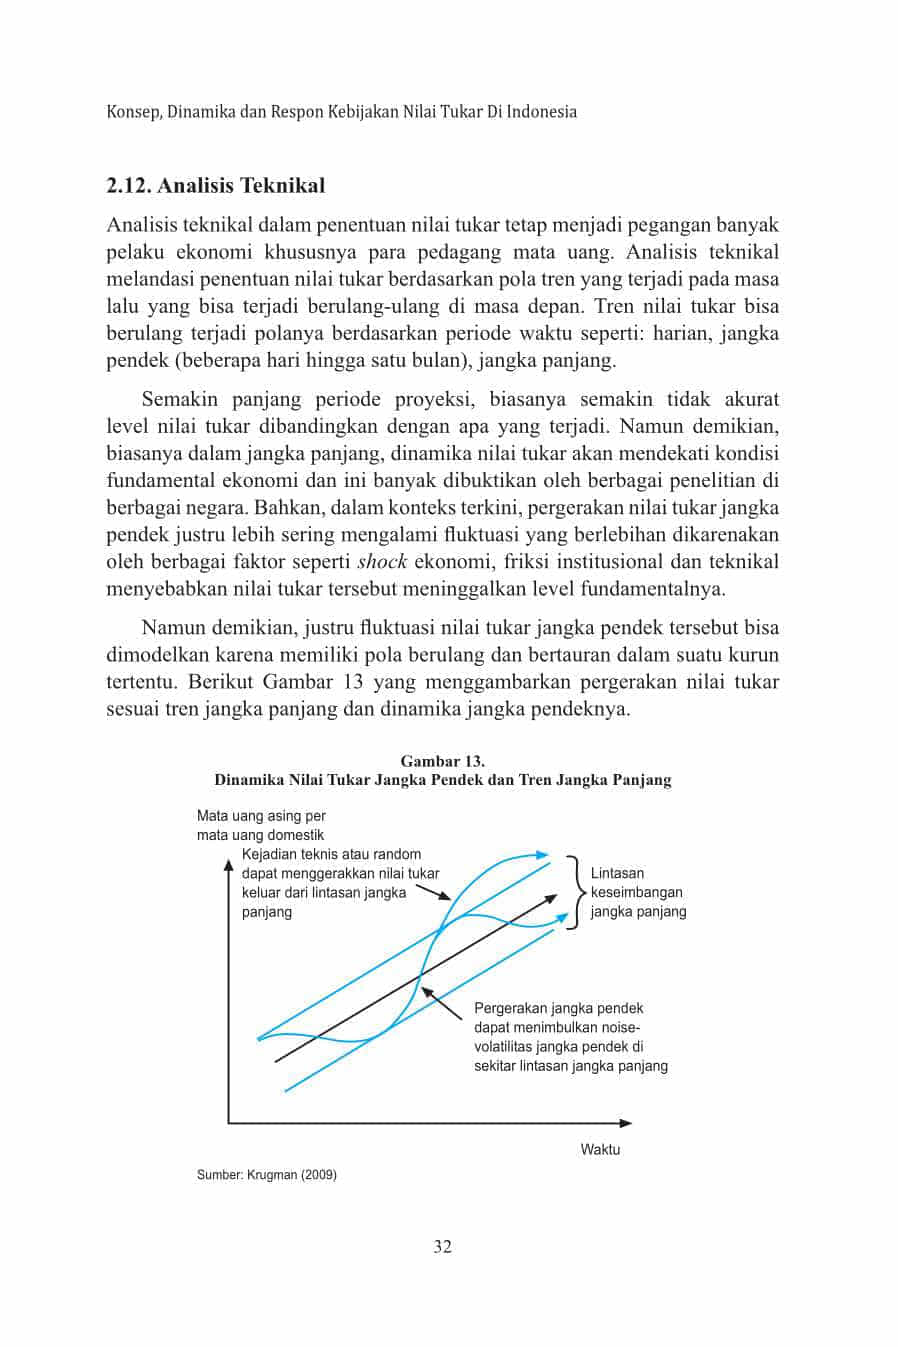 Konsep, Dinamika dan Respon Kebijakan Nilai Tukar Di Indonesia
2.12. Analisis Teknikal
Analisis teknikal dalam penentuan nilai tukar tetap menjadi pegangan banyak
pelaku ekonomi khususnya para pedagang mata uang. Analisis teknikal
melandasi penentuan nilai tukar berdasarkan pola tren yang terjadi pada masa
lalu yang bisa terjadi berulang-ulang di masa depan. Tren nilai tukar bisa
berulang terjadi polanya berdasarkan periode waktu seperti: harian, jangka
pendek (beberapa hari hingga satu bulan), jangka panjang.
Semakin panjang periode proyeksi, biasanya semakin tidak akurat
level nilai tukar dibandingkan dengan apa yang terjadi. Namun demikian,
biasanya dalam jangka panjang, dinamika nilai tukar akan mendekati kondisi
fundamental ekonomi dan ini banyak dibuktikan oleh berbagai penelitian di
berbagai negara. Bahkan, dalam konteks terkini, pergerakan nilai tukar jangka
pendek justru lebih sering mengalami fluktuasi yang berlebihan dikarenakan
oleh berbagai faktor seperti shock ekonomi, friksi institusional dan teknikal
menyebabkan nilai tukar tersebut meninggalkan level fundamentalnya.
Namun demikian, justru fluktuasi nilai tukar jangka pendek tersebut bisa
dimodelkan karena memiliki pola berulang dan bertauran dalam suatu kurun
tertentu. Berikut Gambar 13 yang menggambarkan pergerakan nilai tukar
sesuai tren jangka panjang dan dinamika jangka pendeknya.
Gambar 13.
Dinamika Nilai Tukar Jangka Pendek dan Tren Jangka Panjang
Mata uang asing per
mata uang domestik
Kejadian teknis atau random
dapat menggerakkan nilai tukar
keluar dari lintasan jangka
panjang
Lintasan
keseimbangan
jangka panjang
Pergerakan jangka pendek
dapat menimbulkan noise-
volatilitas jangka pendek di
sekitar lintasan jangka panjang
Waktu
Sumber: Krugman (2009)
32